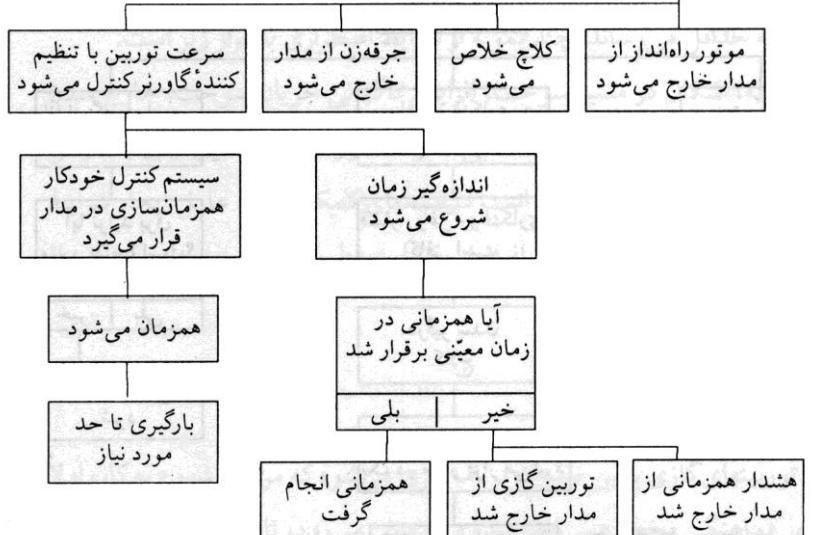 موتور راه‌انداز از
مدار خارج می‌شود
کلاچ خلاص
می‌شود
جرقه‌زن از مدار
خارج می‌شود
سرعت توربین با تنظیم
کنندهٔ گاورنر کنترل می‌شود
اندازه‌گیر زمان
شروع می‌شود
سیستم کنترل خودکار
همزمان‌سازی در مدار
قرار می‌گیرد
آیا همزمانی در
زمان معیّنی برقرار شد
خیر | بلی
همزمان می‌شود
بارگیری تا حد
مورد نیاز
هشدار همزمانی از
مدار خارج شد
توربین گازی از
مدار خارج شد
همزمانی انجام
گرفت